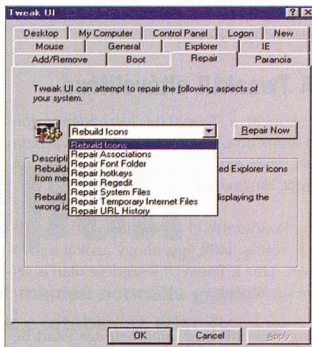 Tweak UI
Desktop My Computer Control Panel Logon New
Mouse General Explorer IE
Add/Remove Boot Repair Paranoia
Tweak UI can attempt to repair the following aspects of
your system.
Rebuild Icons Repair Now
Rebuild Icons
Repair Associations
Repair Font Folder
Repair hotkeys
Repair Regedit
Repair System Files
Repair Temporary Internet Files
Repair URL History
Descripti
Rebuilds ed Explorer icons
from me
Rebuild isplaying the
wrong ic
OK Cancel Apply